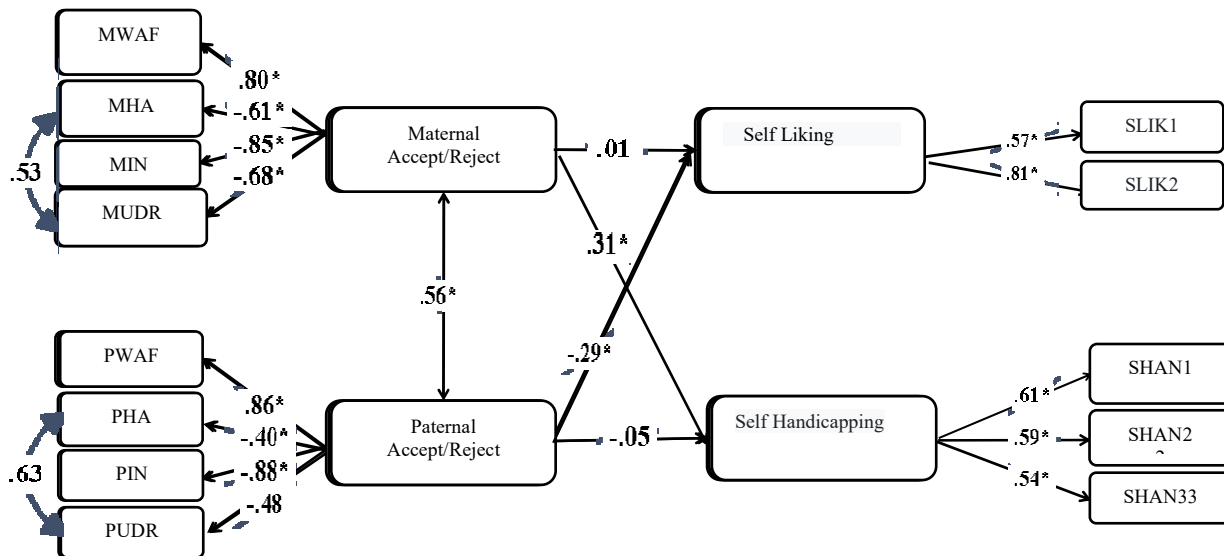 MWAF
.80*
MHA
-.61*
MIN
-.85*
MUDR
-.68*
.53
Maternal
Accept/Reject
.01
Self Liking
.57*
SLIK1
.81*
SLIK2
.31*
.56*
-.29*
PWAF
.86*
PHA
-.40*
PIN
-.88*
PUDR
-.48
.63
Paternal
Accept/Reject
-.05
Self Handicapping
.61*
SHAN1
.59*
SHAN2
.54*
SHAN33